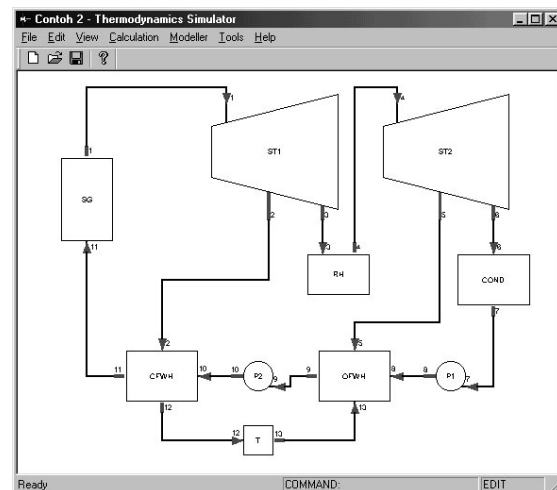 Contoh 2 - Thermodynamics Simulator
File Edit View Calculation Modeller Tools Help
1 4
ST1 ST2
1
SG
2 3 5 6
11
3 4 6
RH COND
7
2 5
11 CFWH 10 10 P2 9 9 OFWH 8 8 P1 7
12 13
12 T 13
Ready COMMAND: EDIT